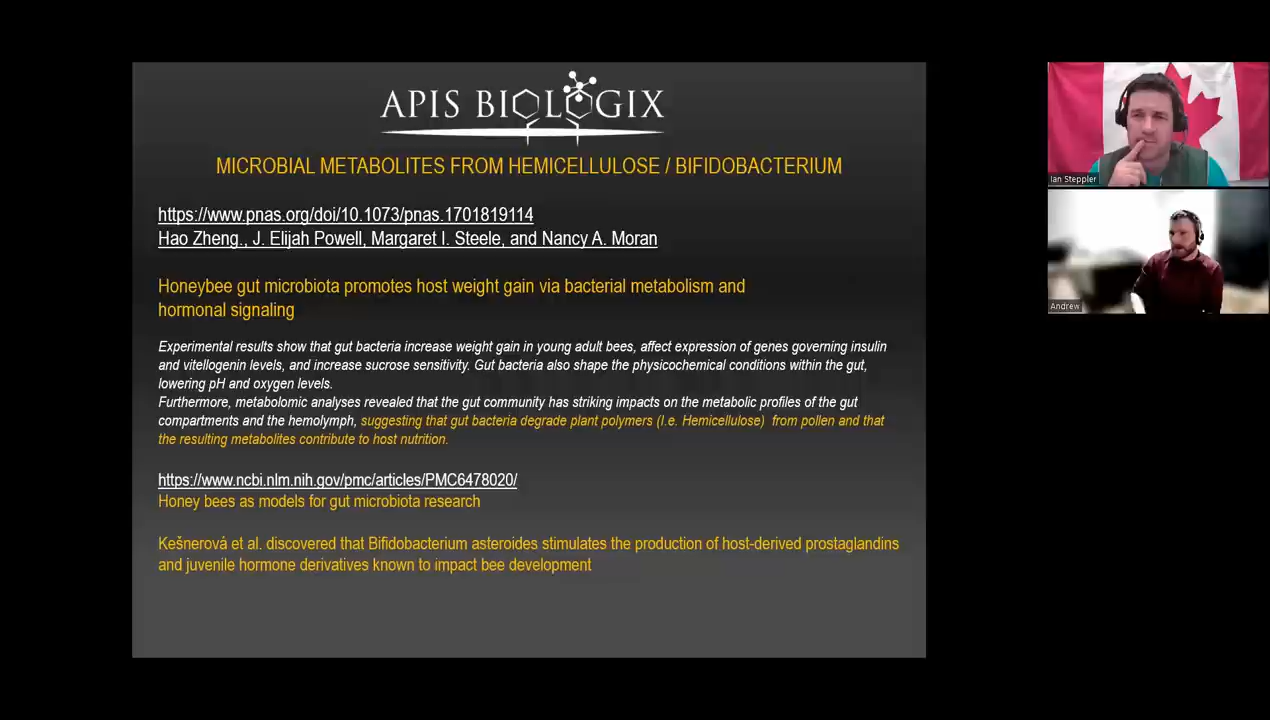 APIS BIOLOGIX
MICROBIAL METABOLITES FROM HEMICELLULOSE / BIFIDOBACTERIUM
https://www.pnas.org/doi/10.1073/pnas.1701819114
Hao Zheng., J. Elijah Powell, Margaret I. Steele, and Nancy A. Moran
Honeybee gut microbiota promotes host weight gain via bacterial metabolism and
hormonal signaling
Experimental results show that gut bacteria increase weight gain in young adult bees, affect expression of genes governing insulin
and vitellogenin levels, and increase sucrose sensitivity. Gut bacteria also shape the physicochemical conditions within the gut,
lowering pH and oxygen levels.
Furthermore, metabolomic analyses revealed that the gut community has striking impacts on the metabolic profiles of the gut
compartments and the hemolymph, suggesting that gut bacteria degrade plant polymers (I.e. Hemicellulose) from pollen and that
the resulting metabolites contribute to host nutrition.
https://www.ncbi.nlm.nih.gov/pmc/articles/PMC6478020/
Honey bees as models for gut microbiota research
Kešnerová et al. discovered that Bifidobacterium asteroides stimulates the production of host-derived prostaglandins
and juvenile hormone derivatives known to impact bee development
Ian Steppler
Andrew